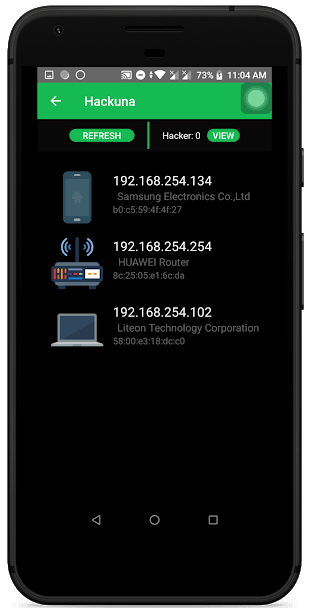 73% 11:04 AM
Hackuna
REFRESH Hacker: 0 VIEW
192.168.254.134
Samsung Electronics Co.,Ltd
b0:c5:59:4f:4f:27
192.168.254.254
HUAWEI Router
8c:25:05:e1:6c:da
192.168.254.102
Liteon Technology Corporation
58:00:e3:18:dc:c0